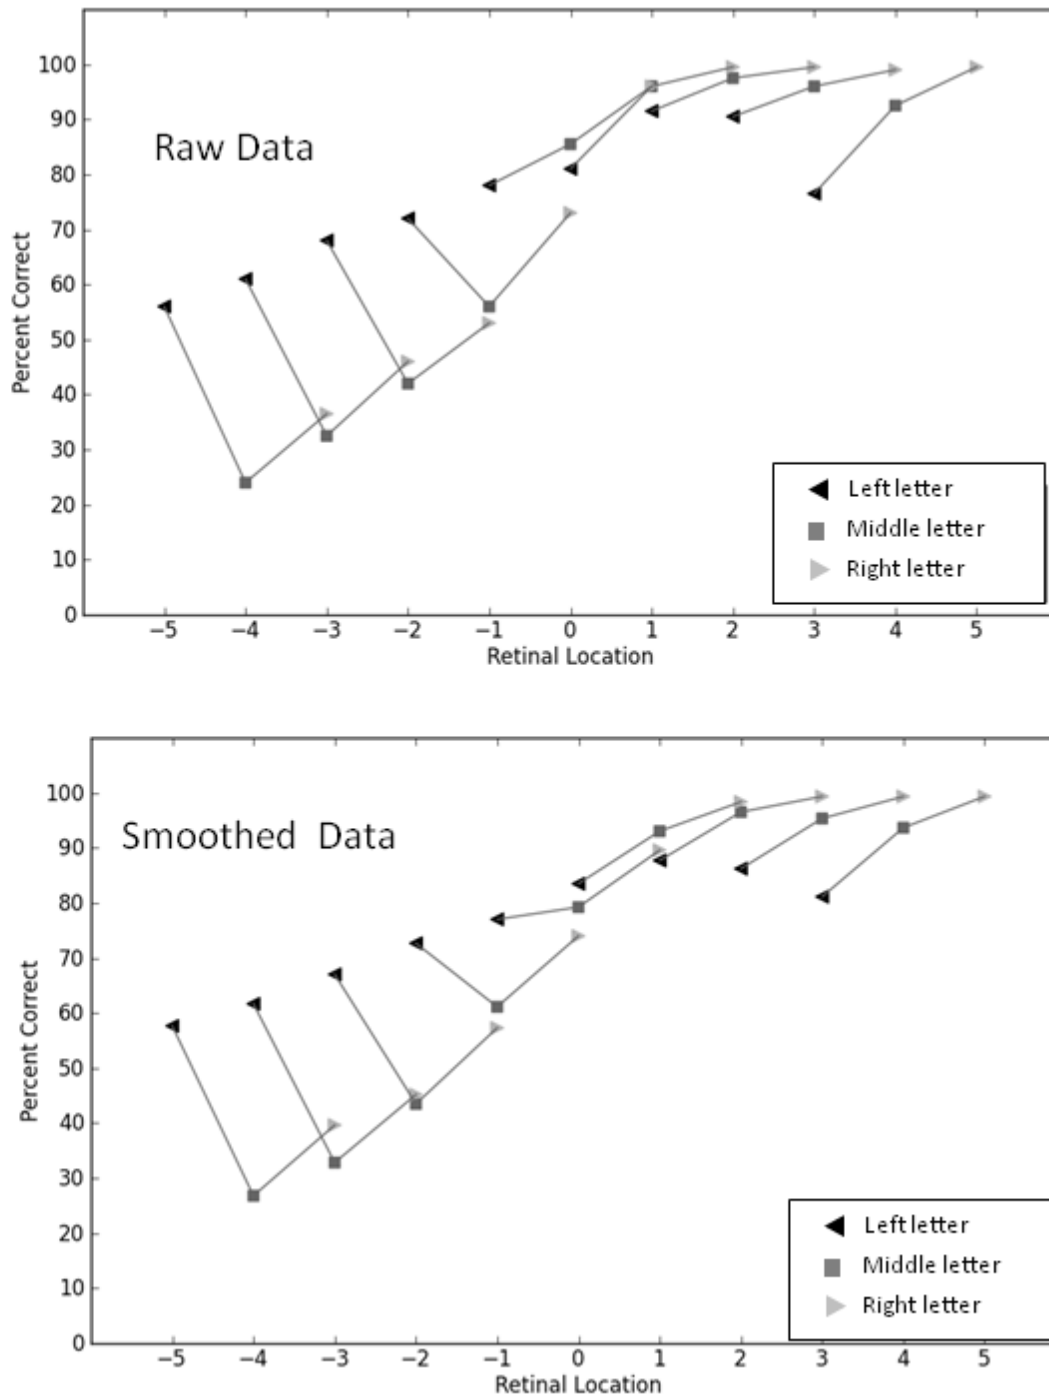 100
90
80
70
60
50
40
30
20
10
0
Percent Correct
Raw Data
Left letter
Middle letter
Right letter
−5 −4 −3 −2 −1 0 1 2 3 4 5
Retinal Location
100
90
80
70
60
50
40
30
20
10
0
Percent Correct
Smoothed Data
Left letter
Middle letter
Right letter
−5 −4 −3 −2 −1 0 1 2 3 4 5
Retinal Location